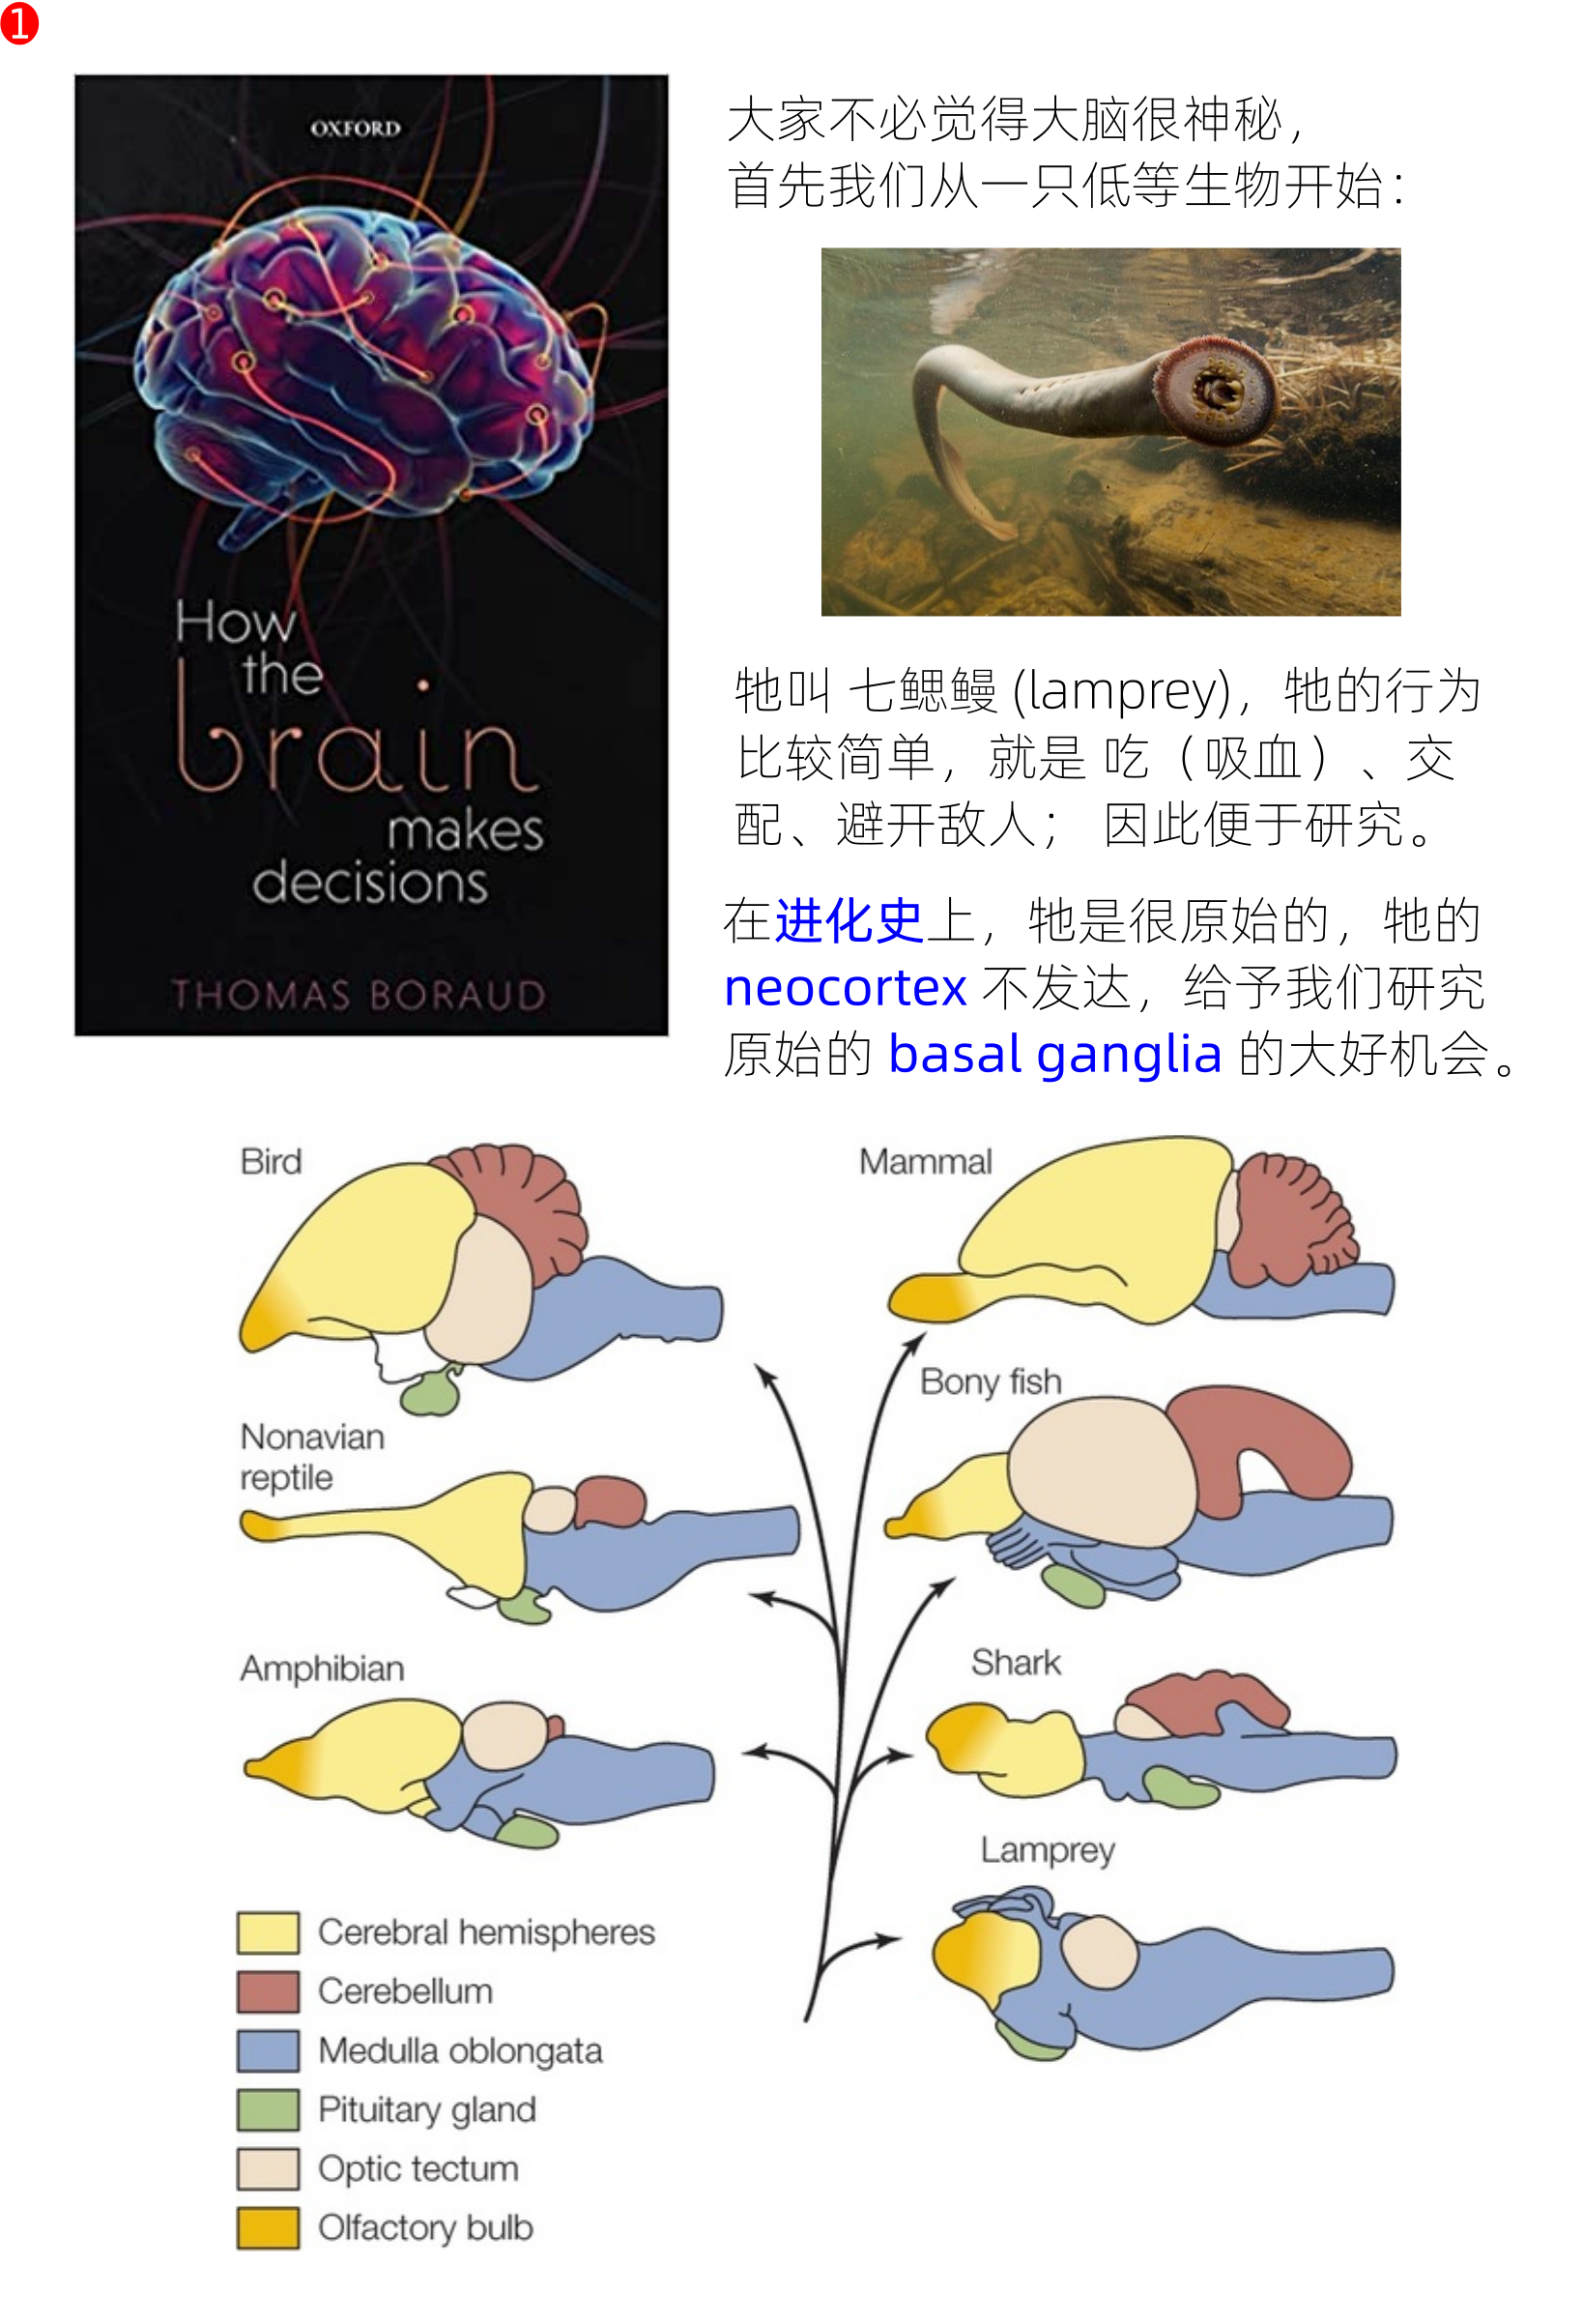 1
OXFORD
How
the
brain
makes
decisions
THOMAS BORAUD
大家不必觉得大脑很神秘，
首先我们从一只低等生物开始：
牠叫 七鳃鳗 (lamprey)，牠的行为
比较简单，就是 吃（吸血）、交
配、避开敌人； 因此便于研究。
在进化史上，牠是很原始的，牠的
neocortex 不发达，给予我们研究
原始的 basal ganglia 的大好机会。
Bird
Mammal
Bony fish
Nonavian
reptile
Shark
Amphibian
Lamprey
Cerebral hemispheres
Cerebellum
Medulla oblongata
Pituitary gland
Optic tectum
Olfactory bulb